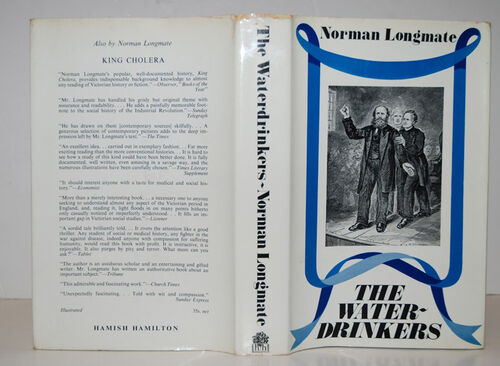 Also by Norman Longmate
KING CHOLERA
"Norman Longmate's popular, well-documented history, King
Cholera, provides indispensable background knowledge to almost
any reading of Victorian history or fiction."—Observer, "Books of the
Year"
"Mr. Longmate has handled his grisly but original theme with
assurance and readability. . . He adds a painfully memorable foot-
note to the social history of the Industrial Revolution."—Sunday
Telegraph
"He has drawn on them [contemporary sources] skilfully. . . A
generous selection of contemporary pictures adds to the deep im-
pression left by Mr. Longmate's text."—The Times
"An excellent idea. . . carried out in exemplary fashion. . . Far more
exciting reading than the more conventional histories. . . It is hard to
see how a study of this kind could have been better done. It is fully
documented, well written, even amusing in a savage way, and the
numerous illustrations have been carefully chosen."—Times Literary
Supplement
"It should interest anyone with a taste for medical and social his-
tory."—Economist
"More than a merely interesting book. . . a necessary one to anyone
seeking to understand almost any aspect of the Victorian period in
England, and, reading it, light floods in on many points hitherto
only casually noticed or imperfectly understood. . . It fills an im-
portant gap in Victorian social studies."—Listener
"A sordid tale brilliantly told. . . It rivets the attention like a good
thriller. Any student of social or medical history, any fighter in the
war against disease, indeed anyone with compassion for suffering
humanity, would read this book with profit. It is instructive, it is
enjoyable. It also purges by pity and terror. What more can you
ask?"—Tablet
"The author is an assiduous scholar and an entertaining and gifted
writer. Mr. Longmate has written an authoritative book about an
important subject."—Tribune
"This admirable and fascinating work."—Church Times
"Unexpectedly fascinating. . . Told with wit and compassion."
Sunday Express
Illustrated 35s. net
HAMISH HAMILTON
The Waterdrinkers - Norman Longmate
Norman Longmate
THE
WATER-
DRINKERS